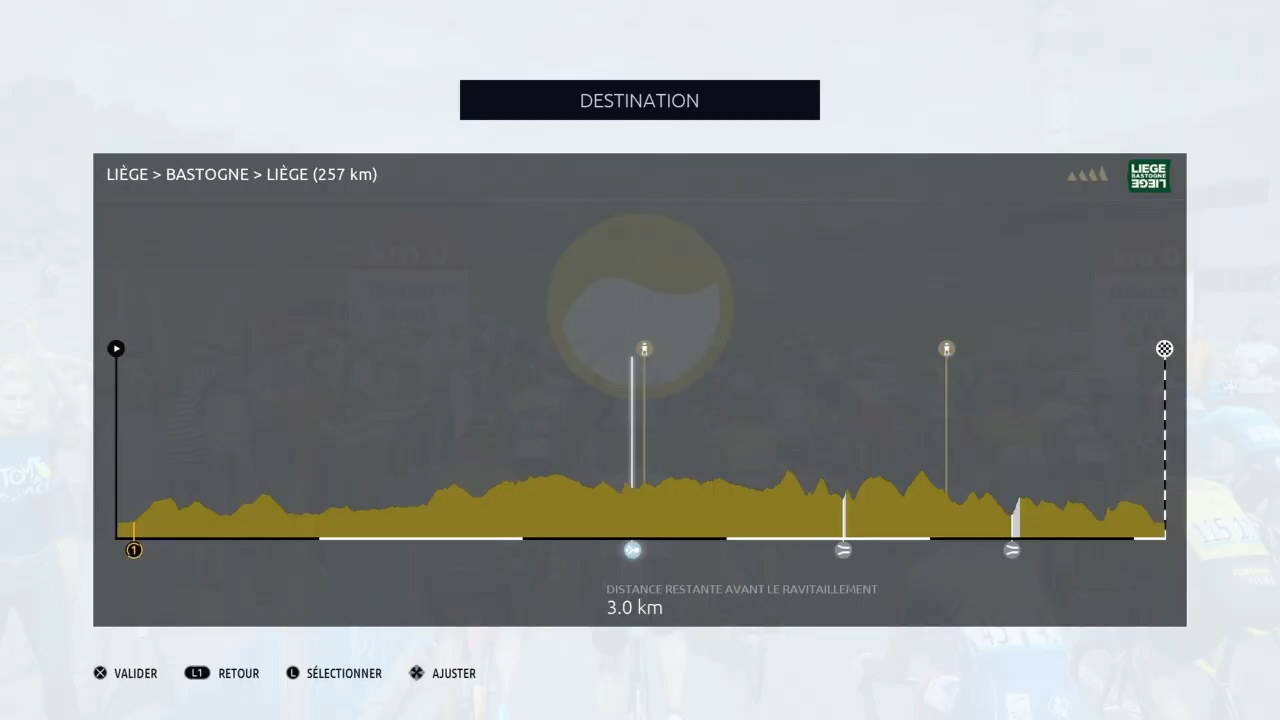 DESTINATION
LIÈGE > BASTOGNE > LIÈGE (257 km)
LIEGE
BASTOGNE
LIEGE
1
DISTANCE RESTANTE AVANT LE RAVITAILLEMENT
3.0 km
VALIDER
L1 RETOUR
L SÉLECTIONNER
AJUSTER